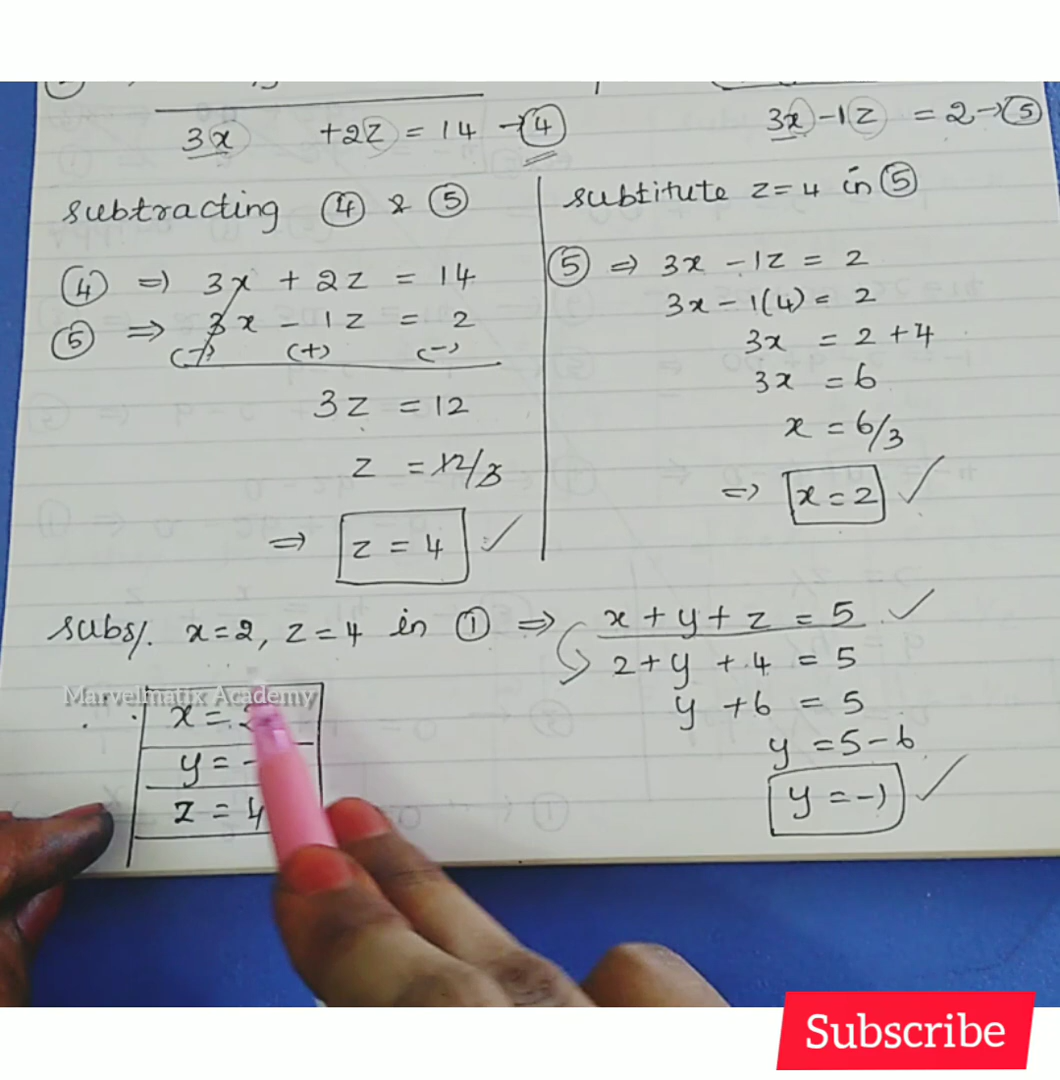 3x +2z = 14 → ④
3x - 1z = 2 → ⑤
subtracting ④ & ⑤
④ ⇒ 3x + 2z = 14
⑤ ⇒ 3x - 1z = 2
(-) (+) (-)
3z = 12
z = 12/3
⇒ z = 4 ✓
subtitute z = 4 in ⑤
⑤ ⇒ 3x - 1z = 2
3x - 1(4) = 2
3x = 2 + 4
3x = 6
x = 6/3
⇒ x = 2 ✓
subs/. x=2, z=4 in ① ⇒ x + y + z = 5 ✓
2 + y + 4 = 5
y + 6 = 5
y = 5 - 6
y = -1 ✓
Marvelmatix Academy
∴ x =
y = -
z = 4
Subscribe